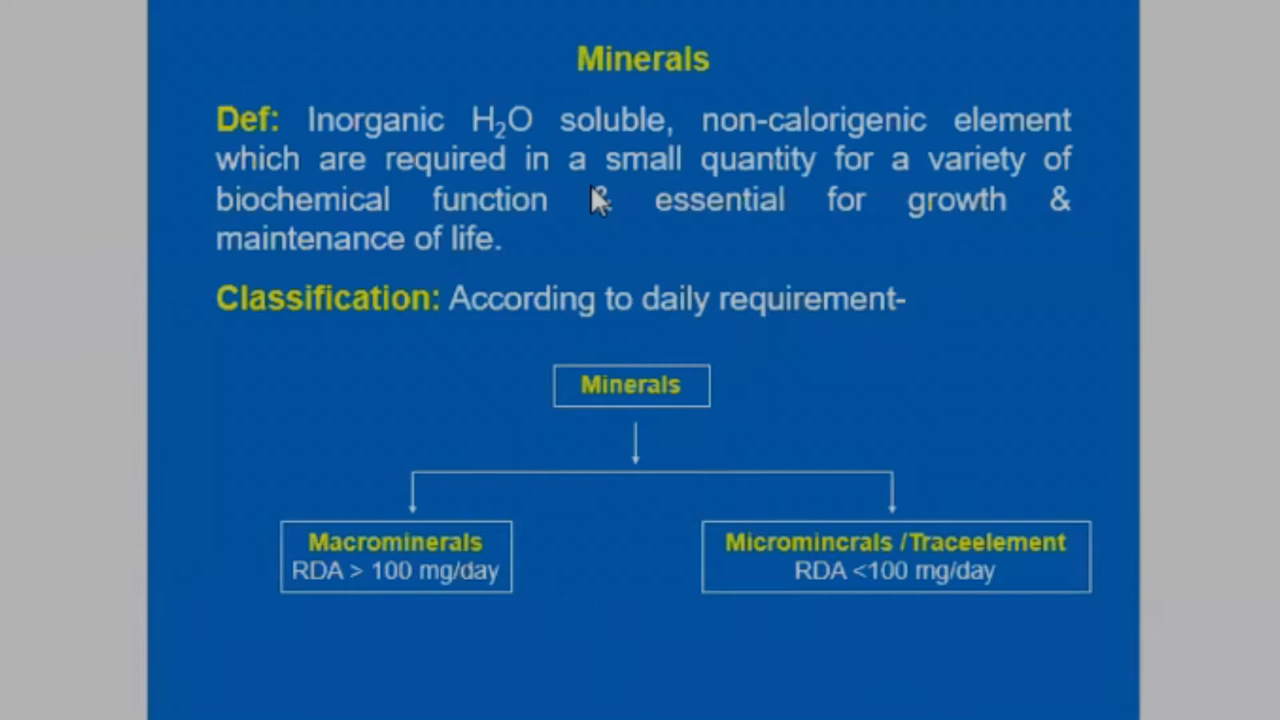 Minerals
Def: Inorganic H₂O soluble, non-calorigenic element
which are required in a small quantity for a variety of
biochemical function & essential for growth &
maintenance of life.
Classification: According to daily requirement-
Minerals
Macrominerals
RDA > 100 mg/day
Microminerals /Traceelement
RDA <100 mg/day